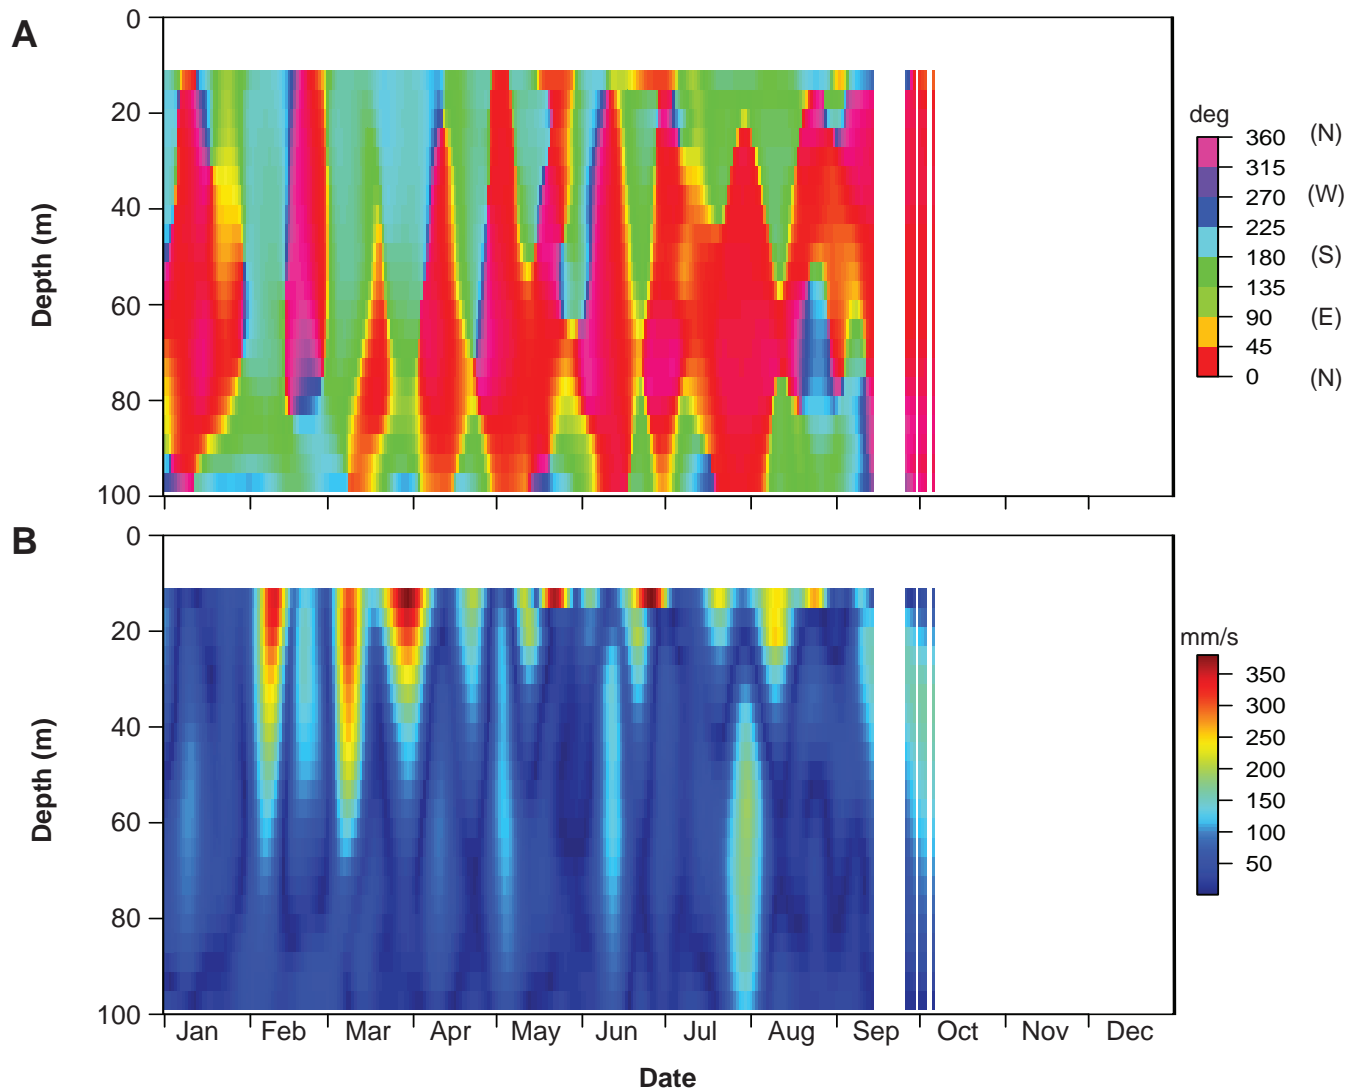 A
0
20
40
60
80
100
Depth (m)
deg
360 (N)
315
270 (W)
225
180 (S)
135
90 (E)
45
0 (N)
B
0
20
40
60
80
100
Depth (m)
mm/s
350
300
250
200
150
100
50
Jan Feb Mar Apr May Jun Jul Aug Sep Oct Nov Dec
Date